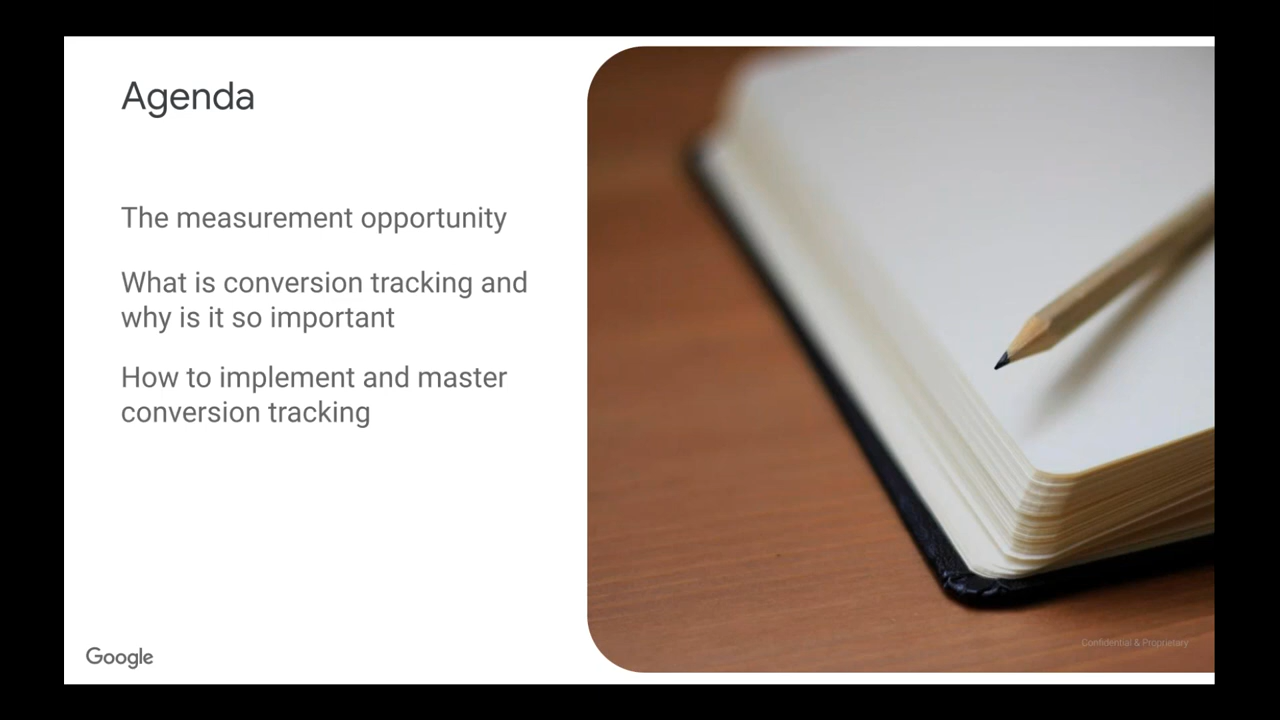 Agenda
The measurement opportunity
What is conversion tracking and
why is it so important
How to implement and master
conversion tracking
Google
Confidential & Proprietary